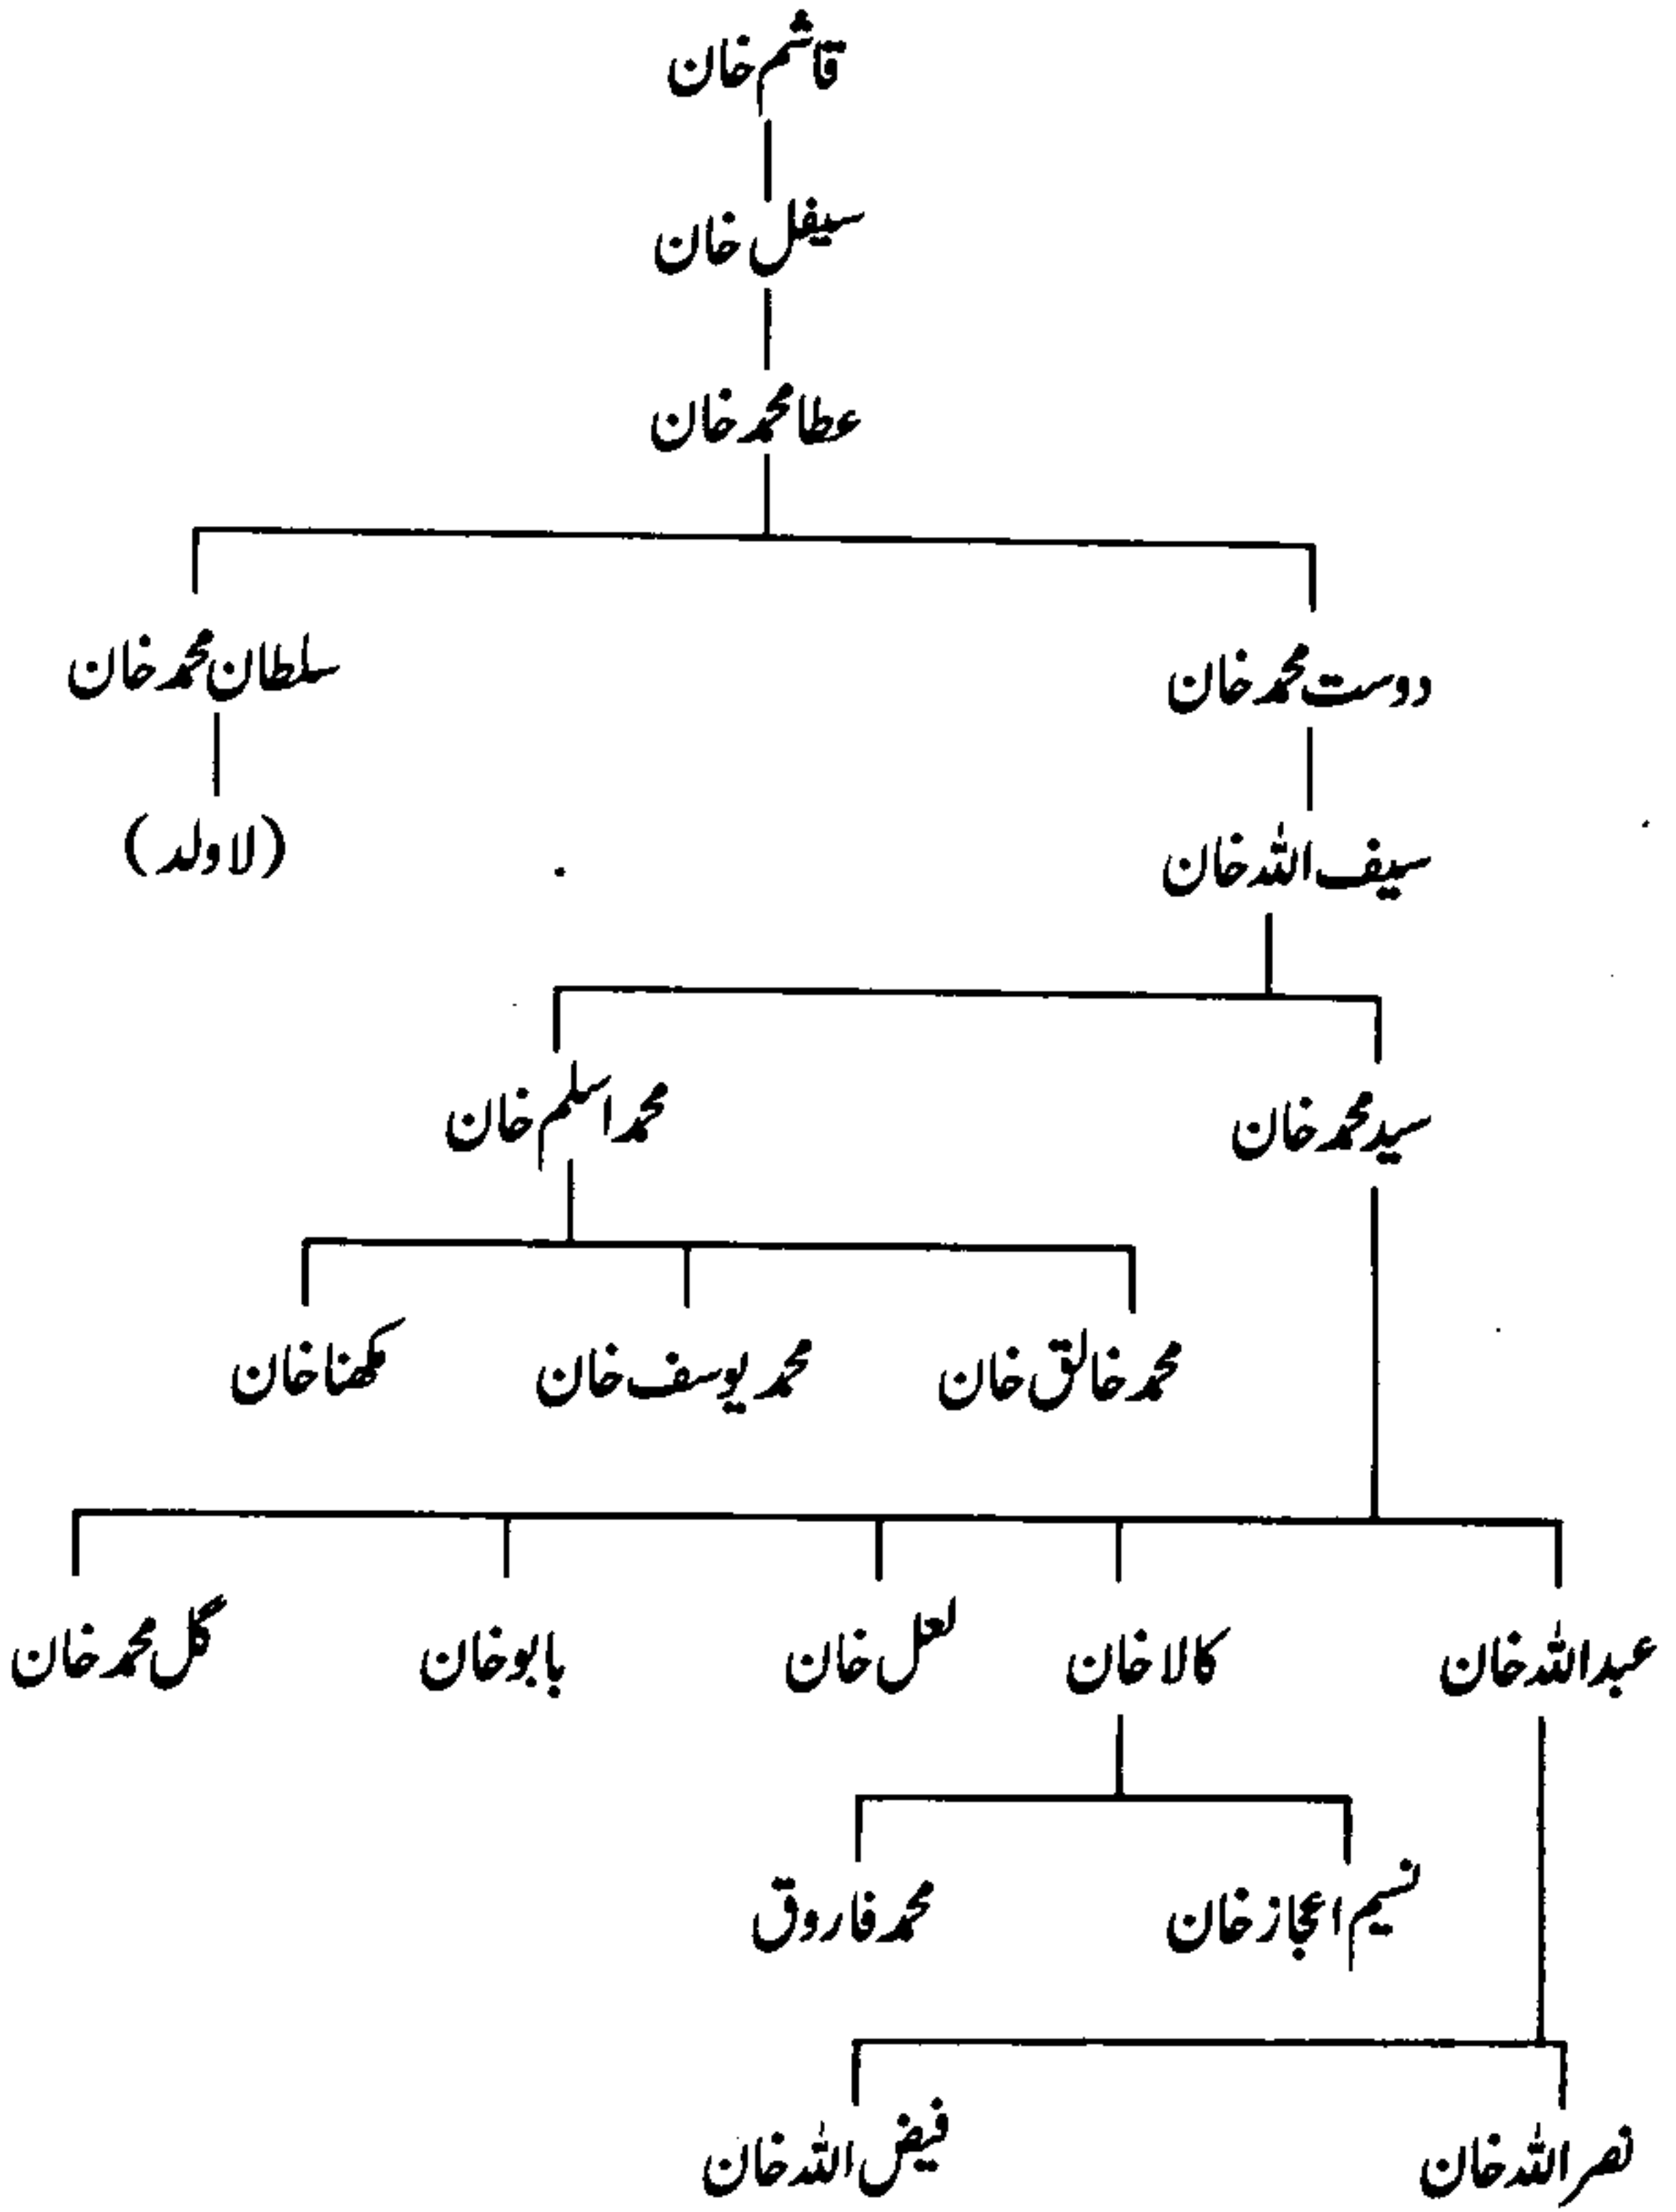 قاشم خان
سیفل خان
عطا محمد خان
دوست محمد خان سلطان محمد خان
سیف اللہ خان (لاولد)
سید محمد خان محمد اسلم خان
محمد خالق خان محمد یوسف خان مکھنا خان
عبداللہ خان کالا خان لعل خان بابو خان گل محمد خان
نسیم اعجاز خان محمد فاروق
نصر اللہ خان فیض اللہ خان